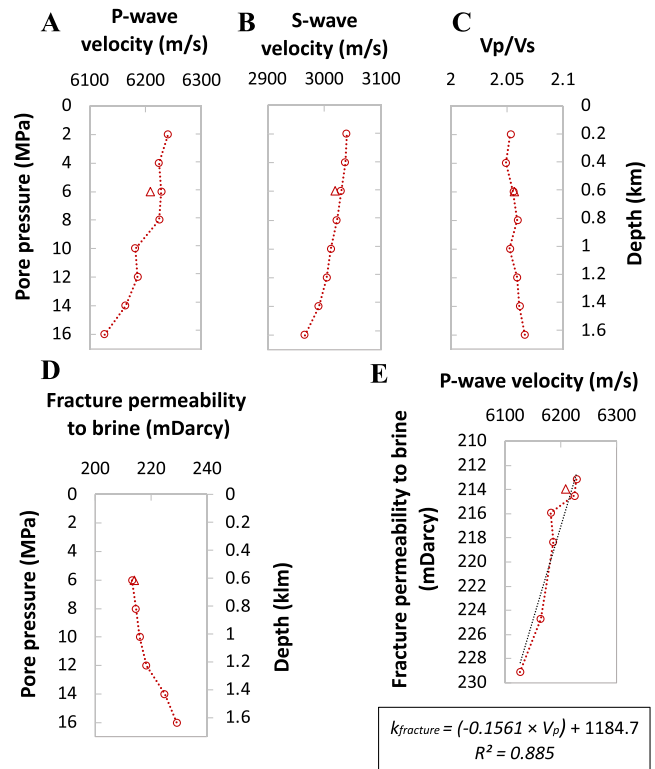 A
P-wave
velocity (m/s)
6100 6200 6300
Pore pressure (MPa)
0
2
4
6
8
10
12
14
16
B
S-wave
velocity (m/s)
2900 3000 3100
C
Vp/Vs
2 2.05 2.1
0
0.2
0.4
0.6
0.8
1
1.2
1.4
1.6
Depth (km)
D
Fracture permeability
to brine (mDarcy)
200 220 240
Pore pressure (MPa)
0
2
4
6
8
10
12
14
16
0
0.2
0.4
0.6
0.8
1
1.2
1.4
1.6
Depth (klm)
E
P-wave velocity (m/s)
6100 6200 6300
Fracture permeability to brine
(mDarcy)
210
212
214
216
218
220
222
224
226
228
230
kfracture = (-0.1561 × Vp) + 1184.7
R² = 0.885